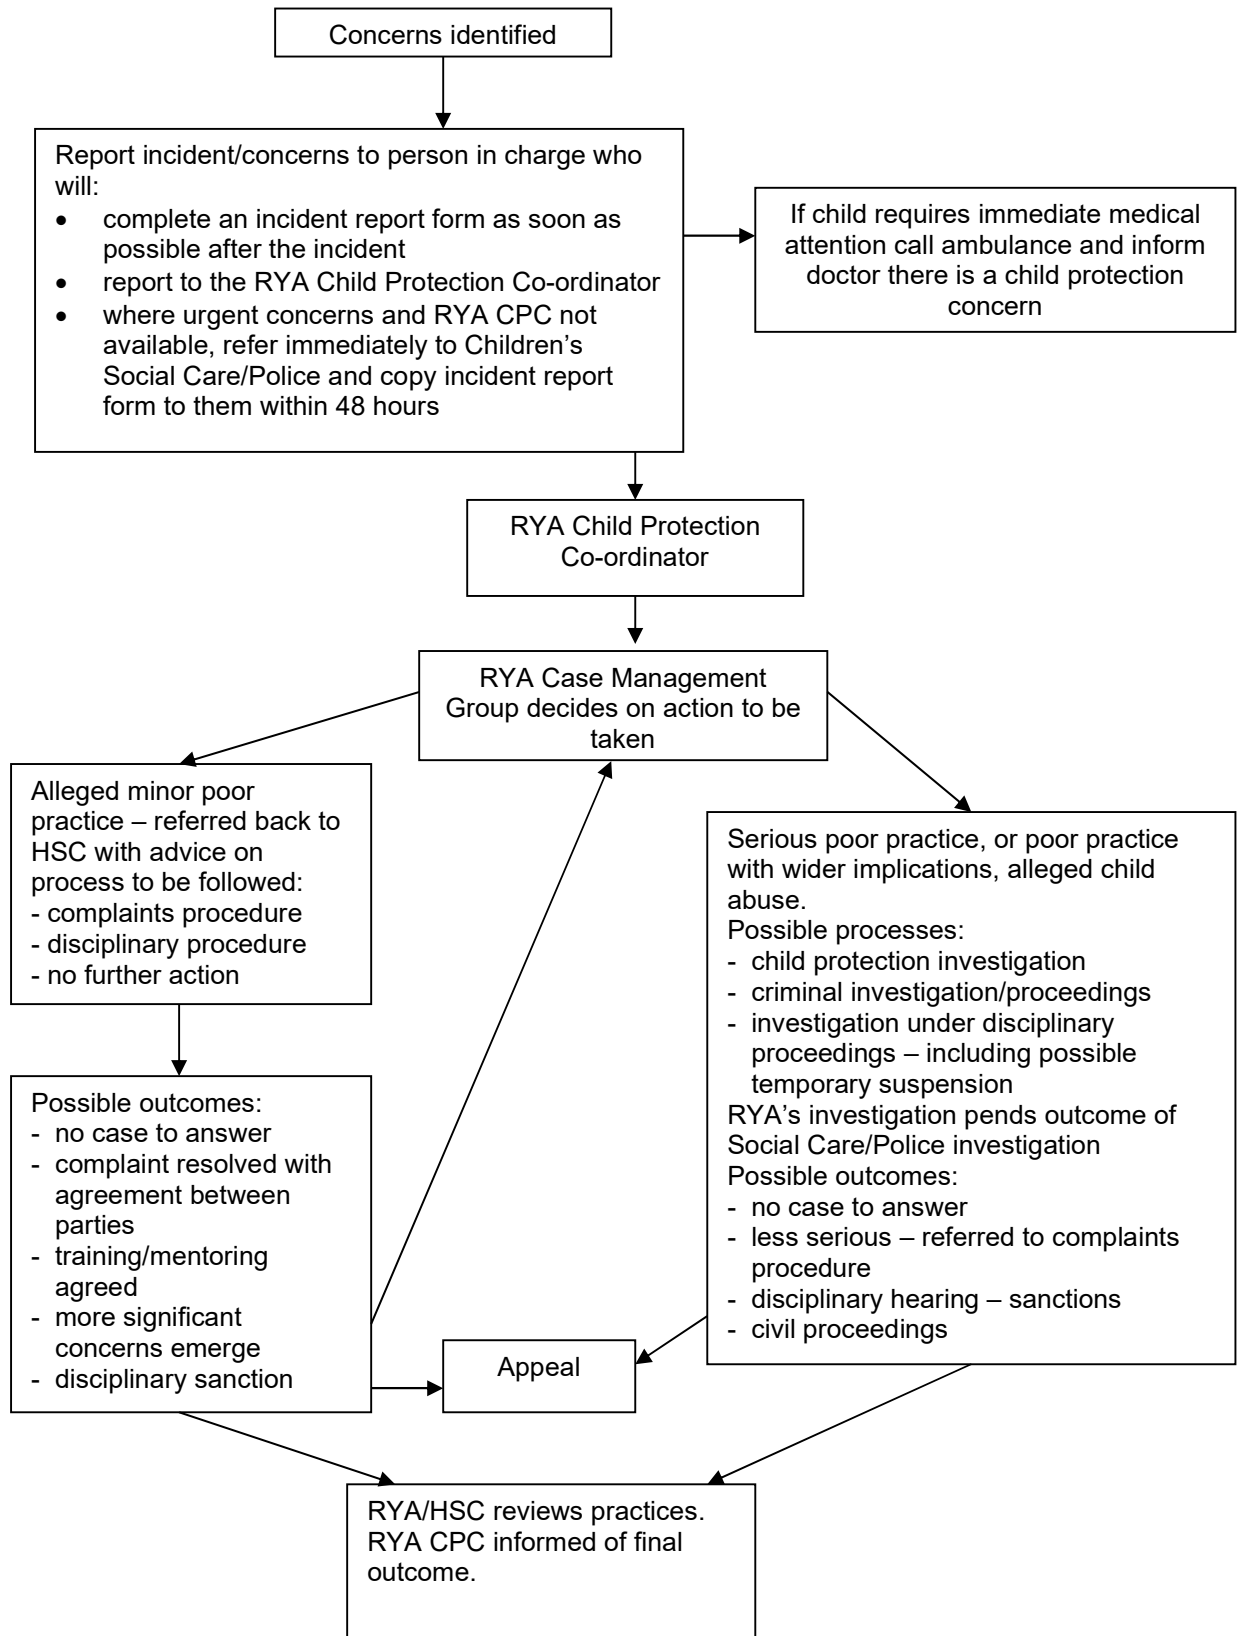 Concerns identified
Report incident/concerns to person in charge who
will:
• complete an incident report form as soon as
possible after the incident
• report to the RYA Child Protection Co-ordinator
• where urgent concerns and RYA CPC not
available, refer immediately to Children’s
Social Care/Police and copy incident report
form to them within 48 hours
If child requires immediate medical
attention call ambulance and inform
doctor there is a child protection
concern
RYA Child Protection
Co-ordinator
RYA Case Management
Group decides on action to be
taken
Alleged minor poor
practice – referred back to
HSC with advice on
process to be followed:
- complaints procedure
- disciplinary procedure
- no further action
Serious poor practice, or poor practice
with wider implications, alleged child
abuse.
Possible processes:
- child protection investigation
- criminal investigation/proceedings
- investigation under disciplinary
proceedings – including possible
temporary suspension
RYA’s investigation pends outcome of
Social Care/Police investigation
Possible outcomes:
- no case to answer
- less serious – referred to complaints
procedure
- disciplinary hearing – sanctions
- civil proceedings
Possible outcomes:
- no case to answer
- complaint resolved with
agreement between
parties
- training/mentoring
agreed
- more significant
concerns emerge
- disciplinary sanction
Appeal
RYA/HSC reviews practices.
RYA CPC informed of final
outcome.